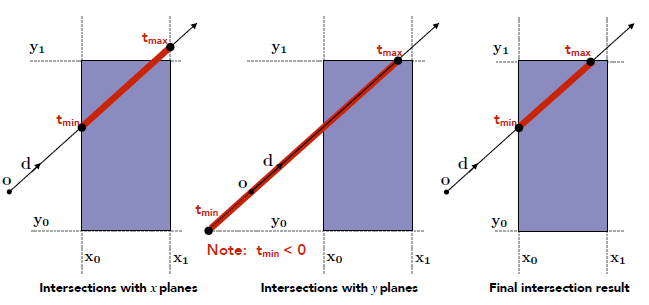 y₁
tmax
tmin
d
o
y₀
x₀
x₁
Intersections with x planes
y₁
tmax
d
o
tmin
y₀
Note: tmin < 0
x₀
x₁
Intersections with y planes
y₁
tmax
tmin
d
o
y₀
x₀
x₁
Final intersection result